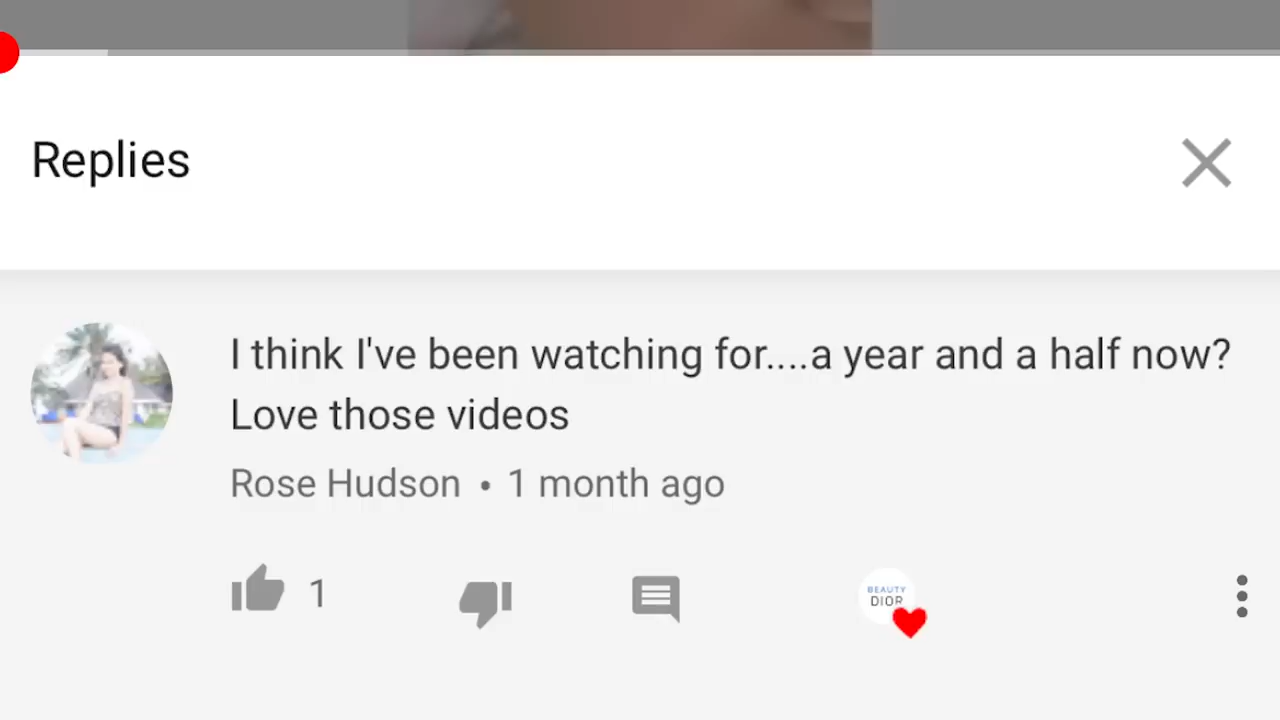 Replies
I think I've been watching for....a year and a half now?
Love those videos
Rose Hudson • 1 month ago
1
BEAUTY
DIOR